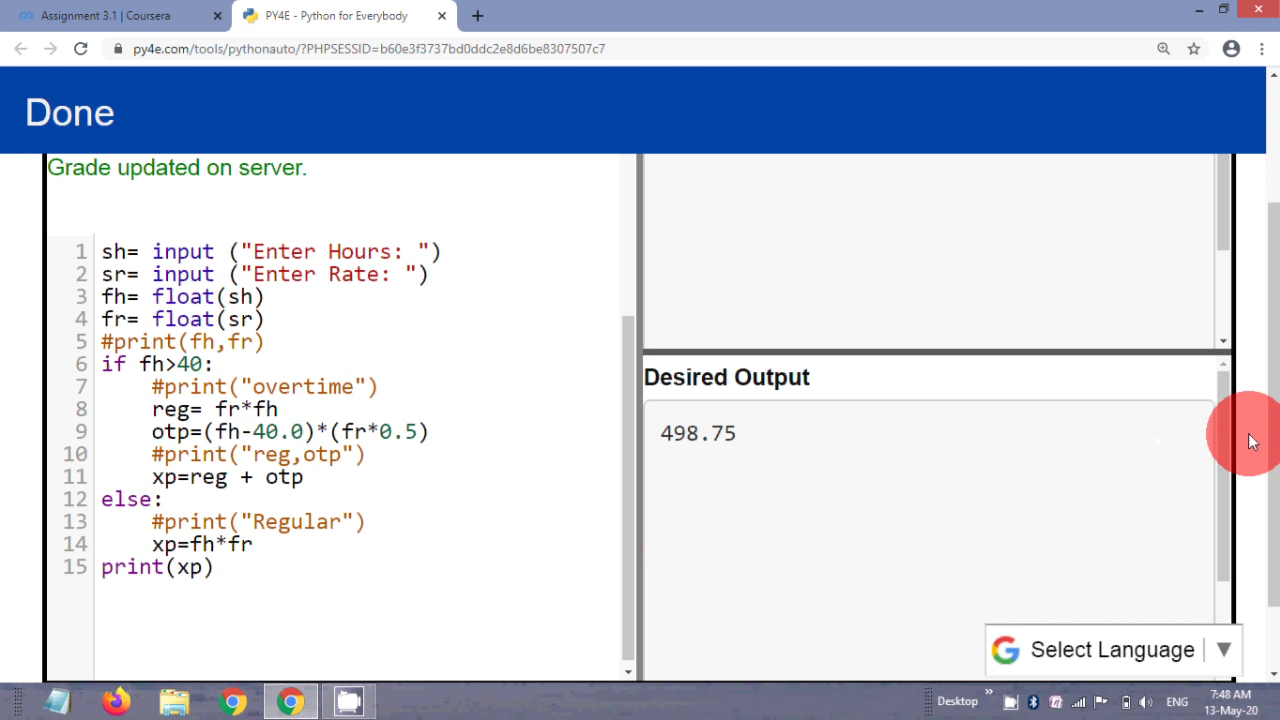 Assignment 3.1 | Coursera
PY4E - Python for Everybody
py4e.com/tools/pythonauto/?PHPSESSID=b60e3f3737bd0ddc2e8d6be8307507c7
Done
Grade updated on server.
1 sh= input ("Enter Hours: ")
2 sr= input ("Enter Rate: ")
3 fh= float(sh)
4 fr= float(sr)
5 #print(fh,fr)
6 if fh>40:
7     #print("overtime")
8     reg= fr*fh
9     otp=(fh-40.0)*(fr*0.5)
10     #print("reg,otp")
11     xp=reg + otp
12 else:
13     #print("Regular")
14     xp=fh*fr
15 print(xp)
Desired Output
498.75
G Select Language ▼
Desktop
ENG
7:48 AM
13-May-20